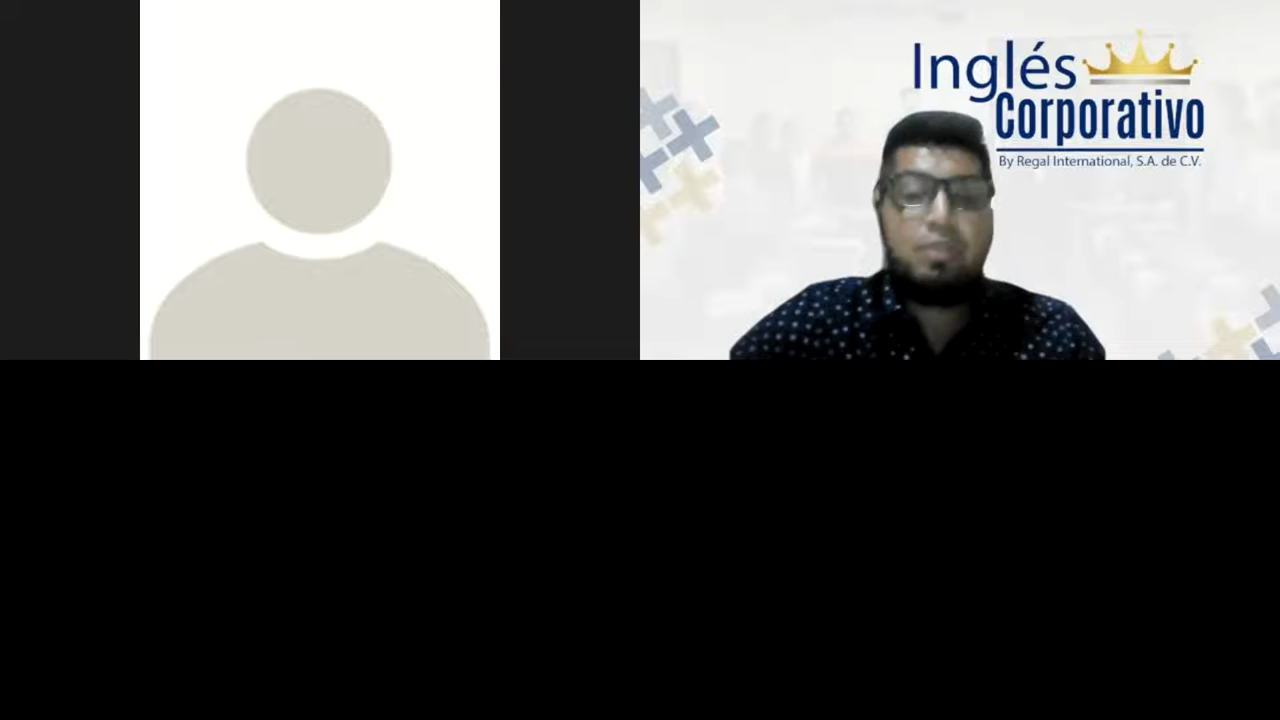 Inglés
Corporativo
By Regal International, S.A. de C.V.